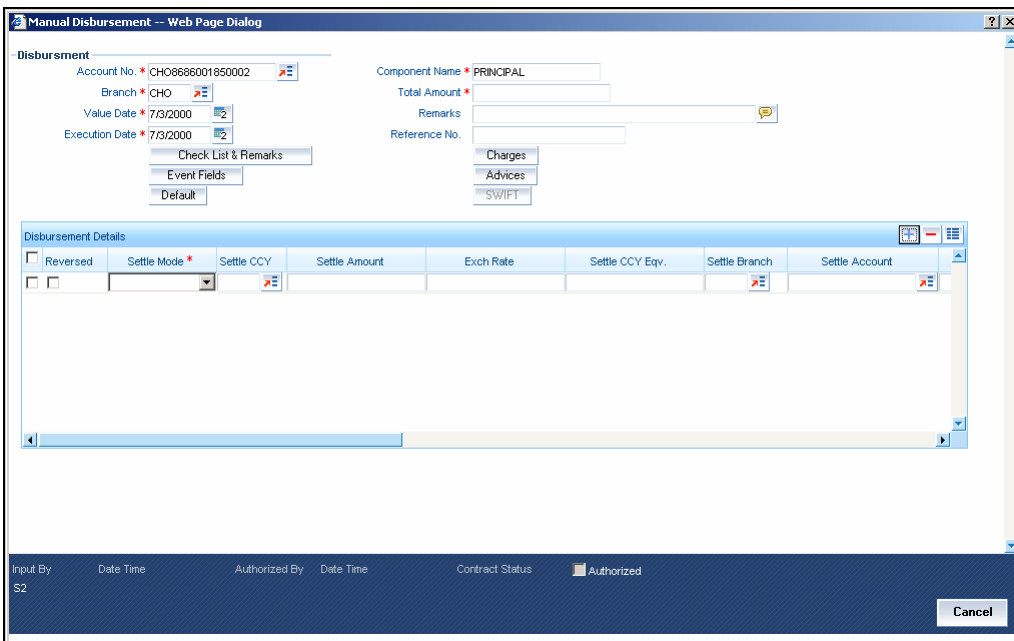 Manual Disbursement -- Web Page Dialog
Disbursment
Account No. * CHO8686001850002
Component Name * PRINCIPAL
Branch * CHO
Total Amount *
Value Date * 7/3/2000
Remarks
Execution Date * 7/3/2000
Reference No.
Check List & Remarks
Charges
Event Fields
Advices
Default
SWIFT
Disbursement Details
Reversed Settle Mode * Settle CCY Settle Amount Exch Rate Settle CCY Eqv. Settle Branch Settle Account
Input By Date Time Authorized By Date Time Contract Status Authorized
S2
Cancel